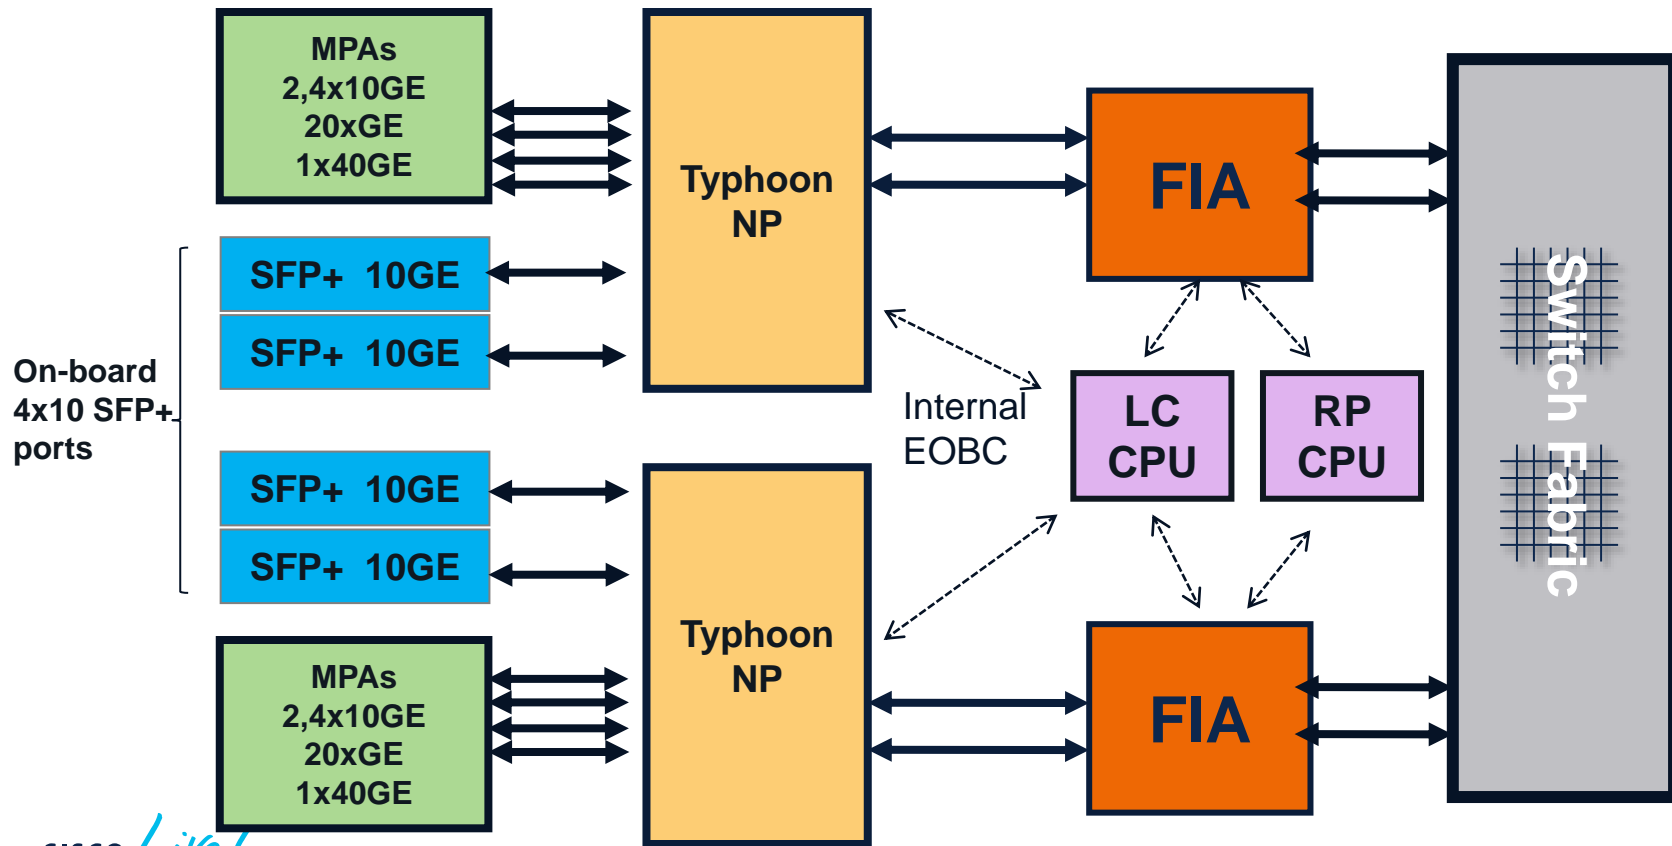 MPAs
2,4x10GE
20xGE
1x40GE
Typhoon
NP
FIA
Switch Fabric
SFP+ 10GE
SFP+ 10GE
On-board
4x10 SFP+
ports
Internal
EOBC
LC
CPU
RP
CPU
SFP+ 10GE
SFP+ 10GE
Typhoon
NP
FIA
MPAs
2,4x10GE
20xGE
1x40GE